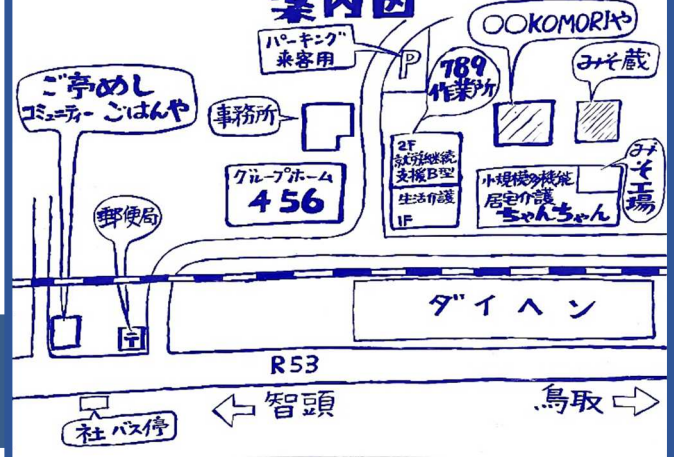 案内図
パーキング
来客用
P
○○KOMORIや
みそ蔵
789
作業所
ご亭めし
コミュニティー ごはんや
事務所
2F
就労継続
支援B型
生活介護
1F
グループホーム
456
小規模多機能
居宅介護
ちゃんちゃん
みそ工場
郵便局
〒
ダイヘン
R53
智頭
鳥取
社 バス停